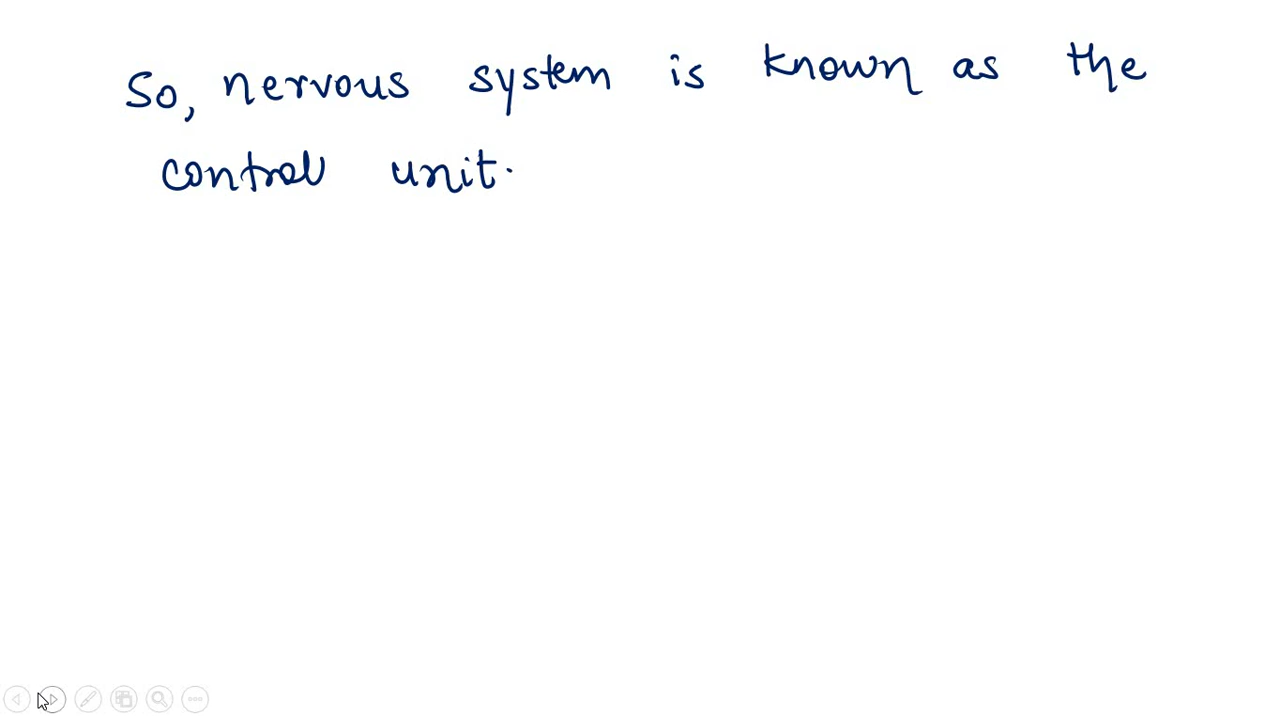 So, nervous system is known as the
control unit.